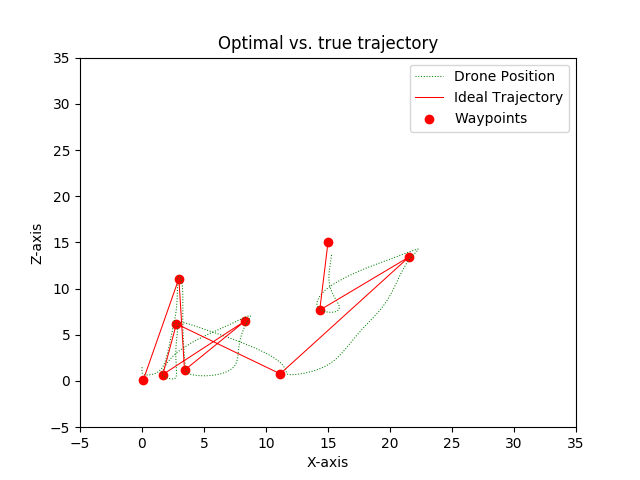 Optimal vs. true trajectory
Drone Position
Ideal Trajectory
Waypoints
35
30
25
20
15
10
5
0
−5
Z-axis
−5 0 5 10 15 20 25 30 35
X-axis